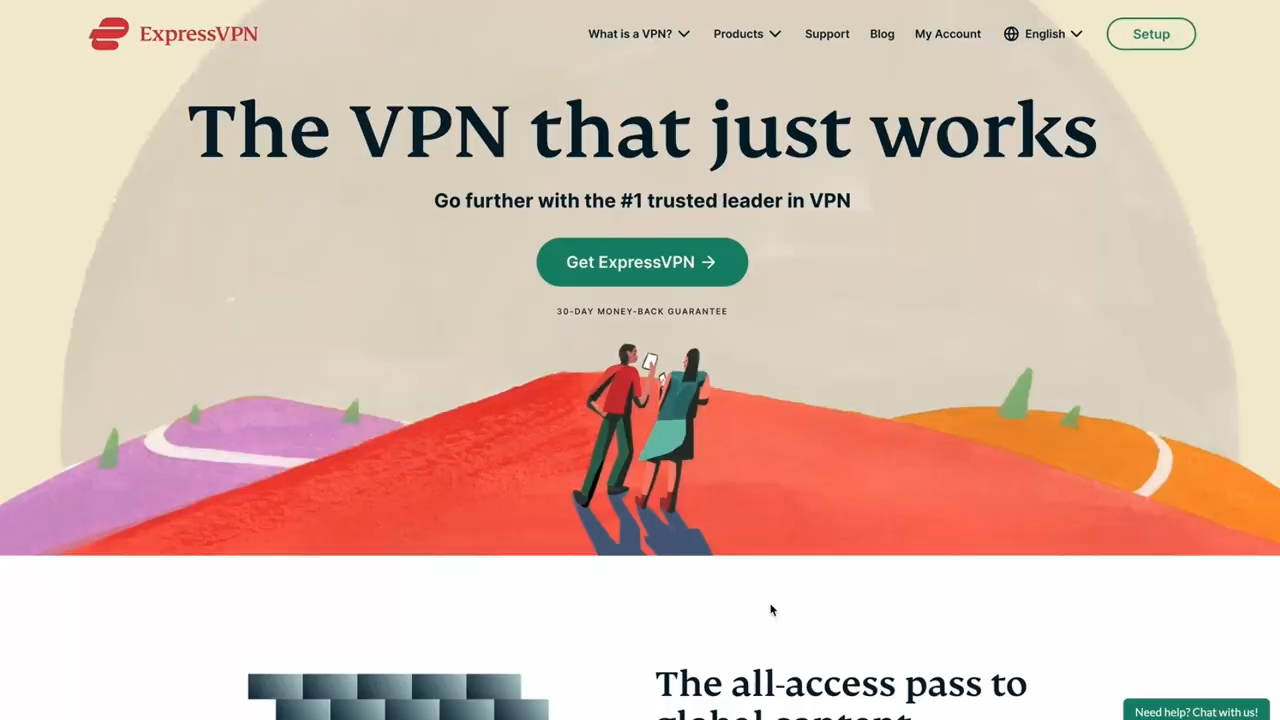 ExpressVPN
What is a VPN?
Products
Support
Blog
My Account
English
Setup
The VPN that just works
Go further with the #1 trusted leader in VPN
Get ExpressVPN →
30-DAY MONEY-BACK GUARANTEE
The all-access pass to
global content
Need help? Chat with us!